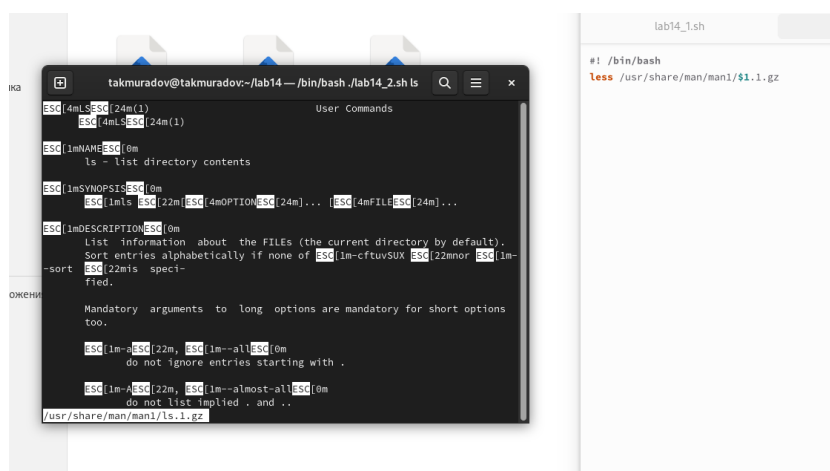 lab14_1.sh
#! /bin/bash
less /usr/share/man/man1/$1.1.gz
takmuradov@takmuradov:~/lab14 — /bin/bash ./lab14_2.sh ls
ESC[4mLSESC[24m(1) User Commands
ESC[4mLSESC[24m(1)
ESC[1mNAMEESC[0m
ls - list directory contents
ESC[1mSYNOPSISESC[0m
ESC[1mls ESC[22m[ESC[4mOPTIONESC[24m]... [ESC[4mFILEESC[24m]...
ESC[1mDESCRIPTIONESC[0m
List information about the FILEs (the current directory by default).
Sort entries alphabetically if none of ESC[1m-cftuvSUX ESC[22mnor ESC[1m-
-sort ESC[22mis speci-
fied.
Mandatory arguments to long options are mandatory for short options
too.
ESC[1m-aESC[22m, ESC[1m--allESC[0m
do not ignore entries starting with .
ESC[1m-AESC[22m, ESC[1m--almost-allESC[0m
do not list implied . and ..
/usr/share/man/man1/ls.1.gz